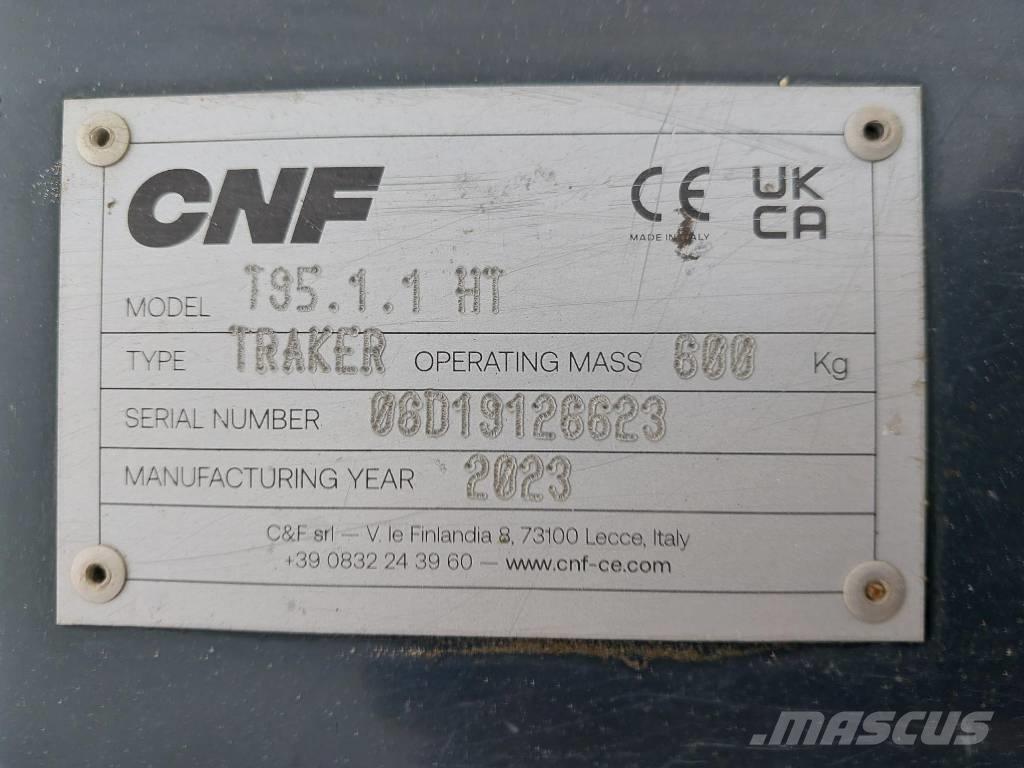 CNF
CE UK CA
MADE IN ITALY
MODEL T95.1.1 HT
TYPE TRAKER OPERATING MASS 600 Kg
SERIAL NUMBER 06D19126623
MANUFACTURING YEAR 2023
C&F srl — V. le Finlandia 8, 73100 Lecce, Italy
+39 0832 24 39 60 — www.cnf-ce.com
MASCUS